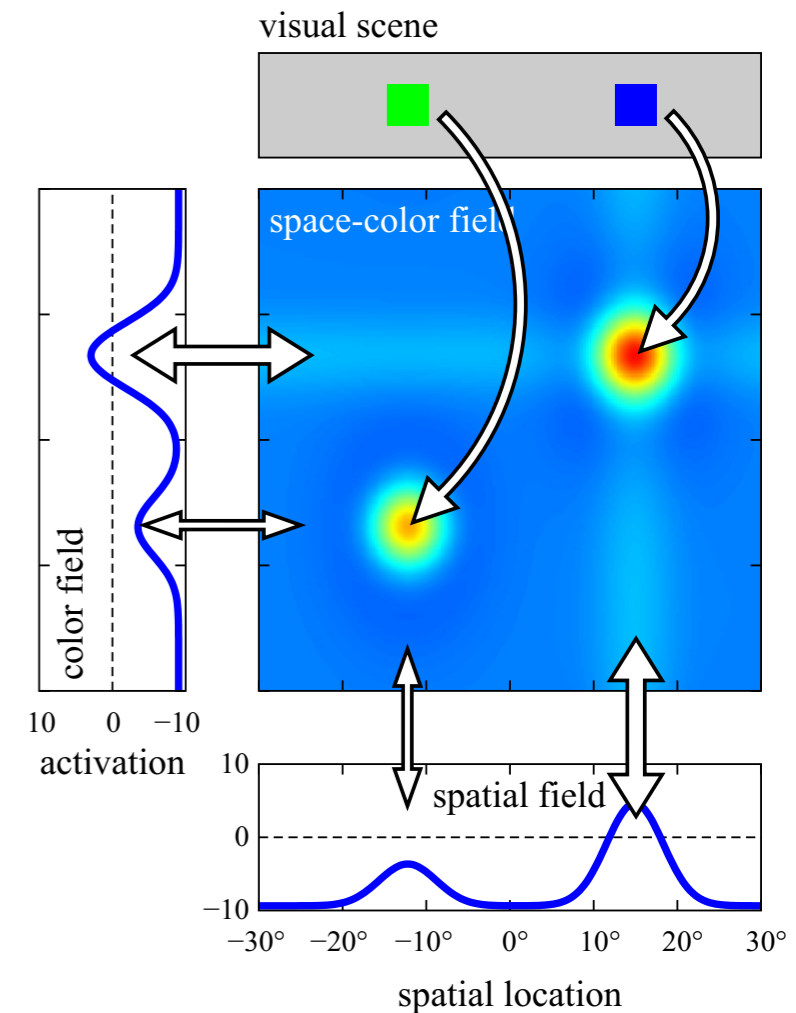 visual scene
space-color field
color field
10 0 −10
activation
10
spatial field
0
−10
−30° −20° −10° 0° 10° 20° 30°
spatial location